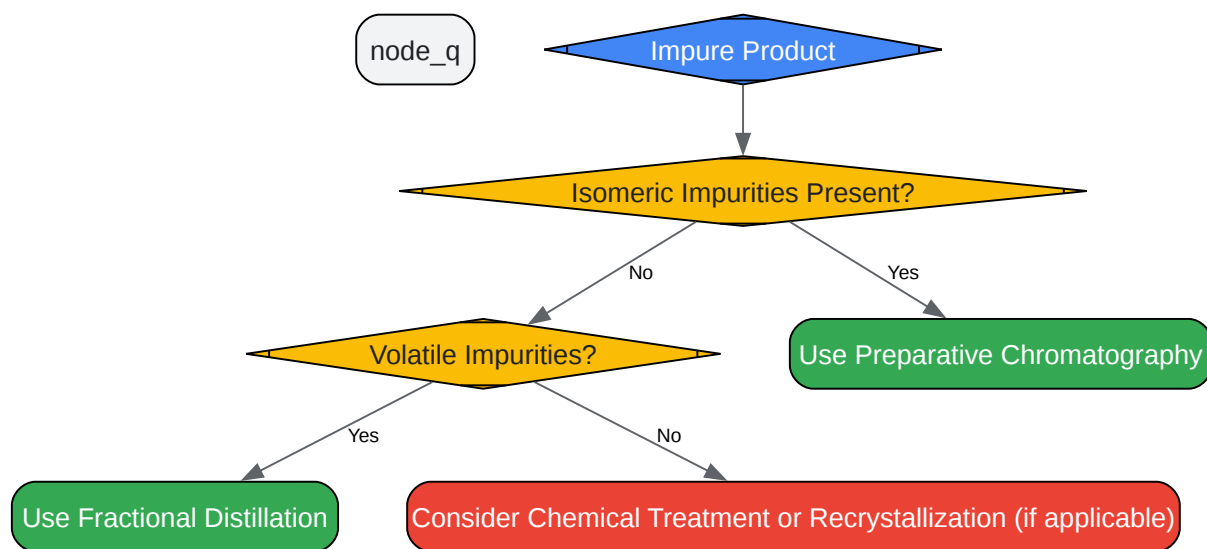 node_q
Impure Product
Isomeric Impurities Present?
No
Yes
Volatile Impurities?
Use Preparative Chromatography
Yes
No
Use Fractional Distillation
Consider Chemical Treatment or Recrystallization (if applicable)